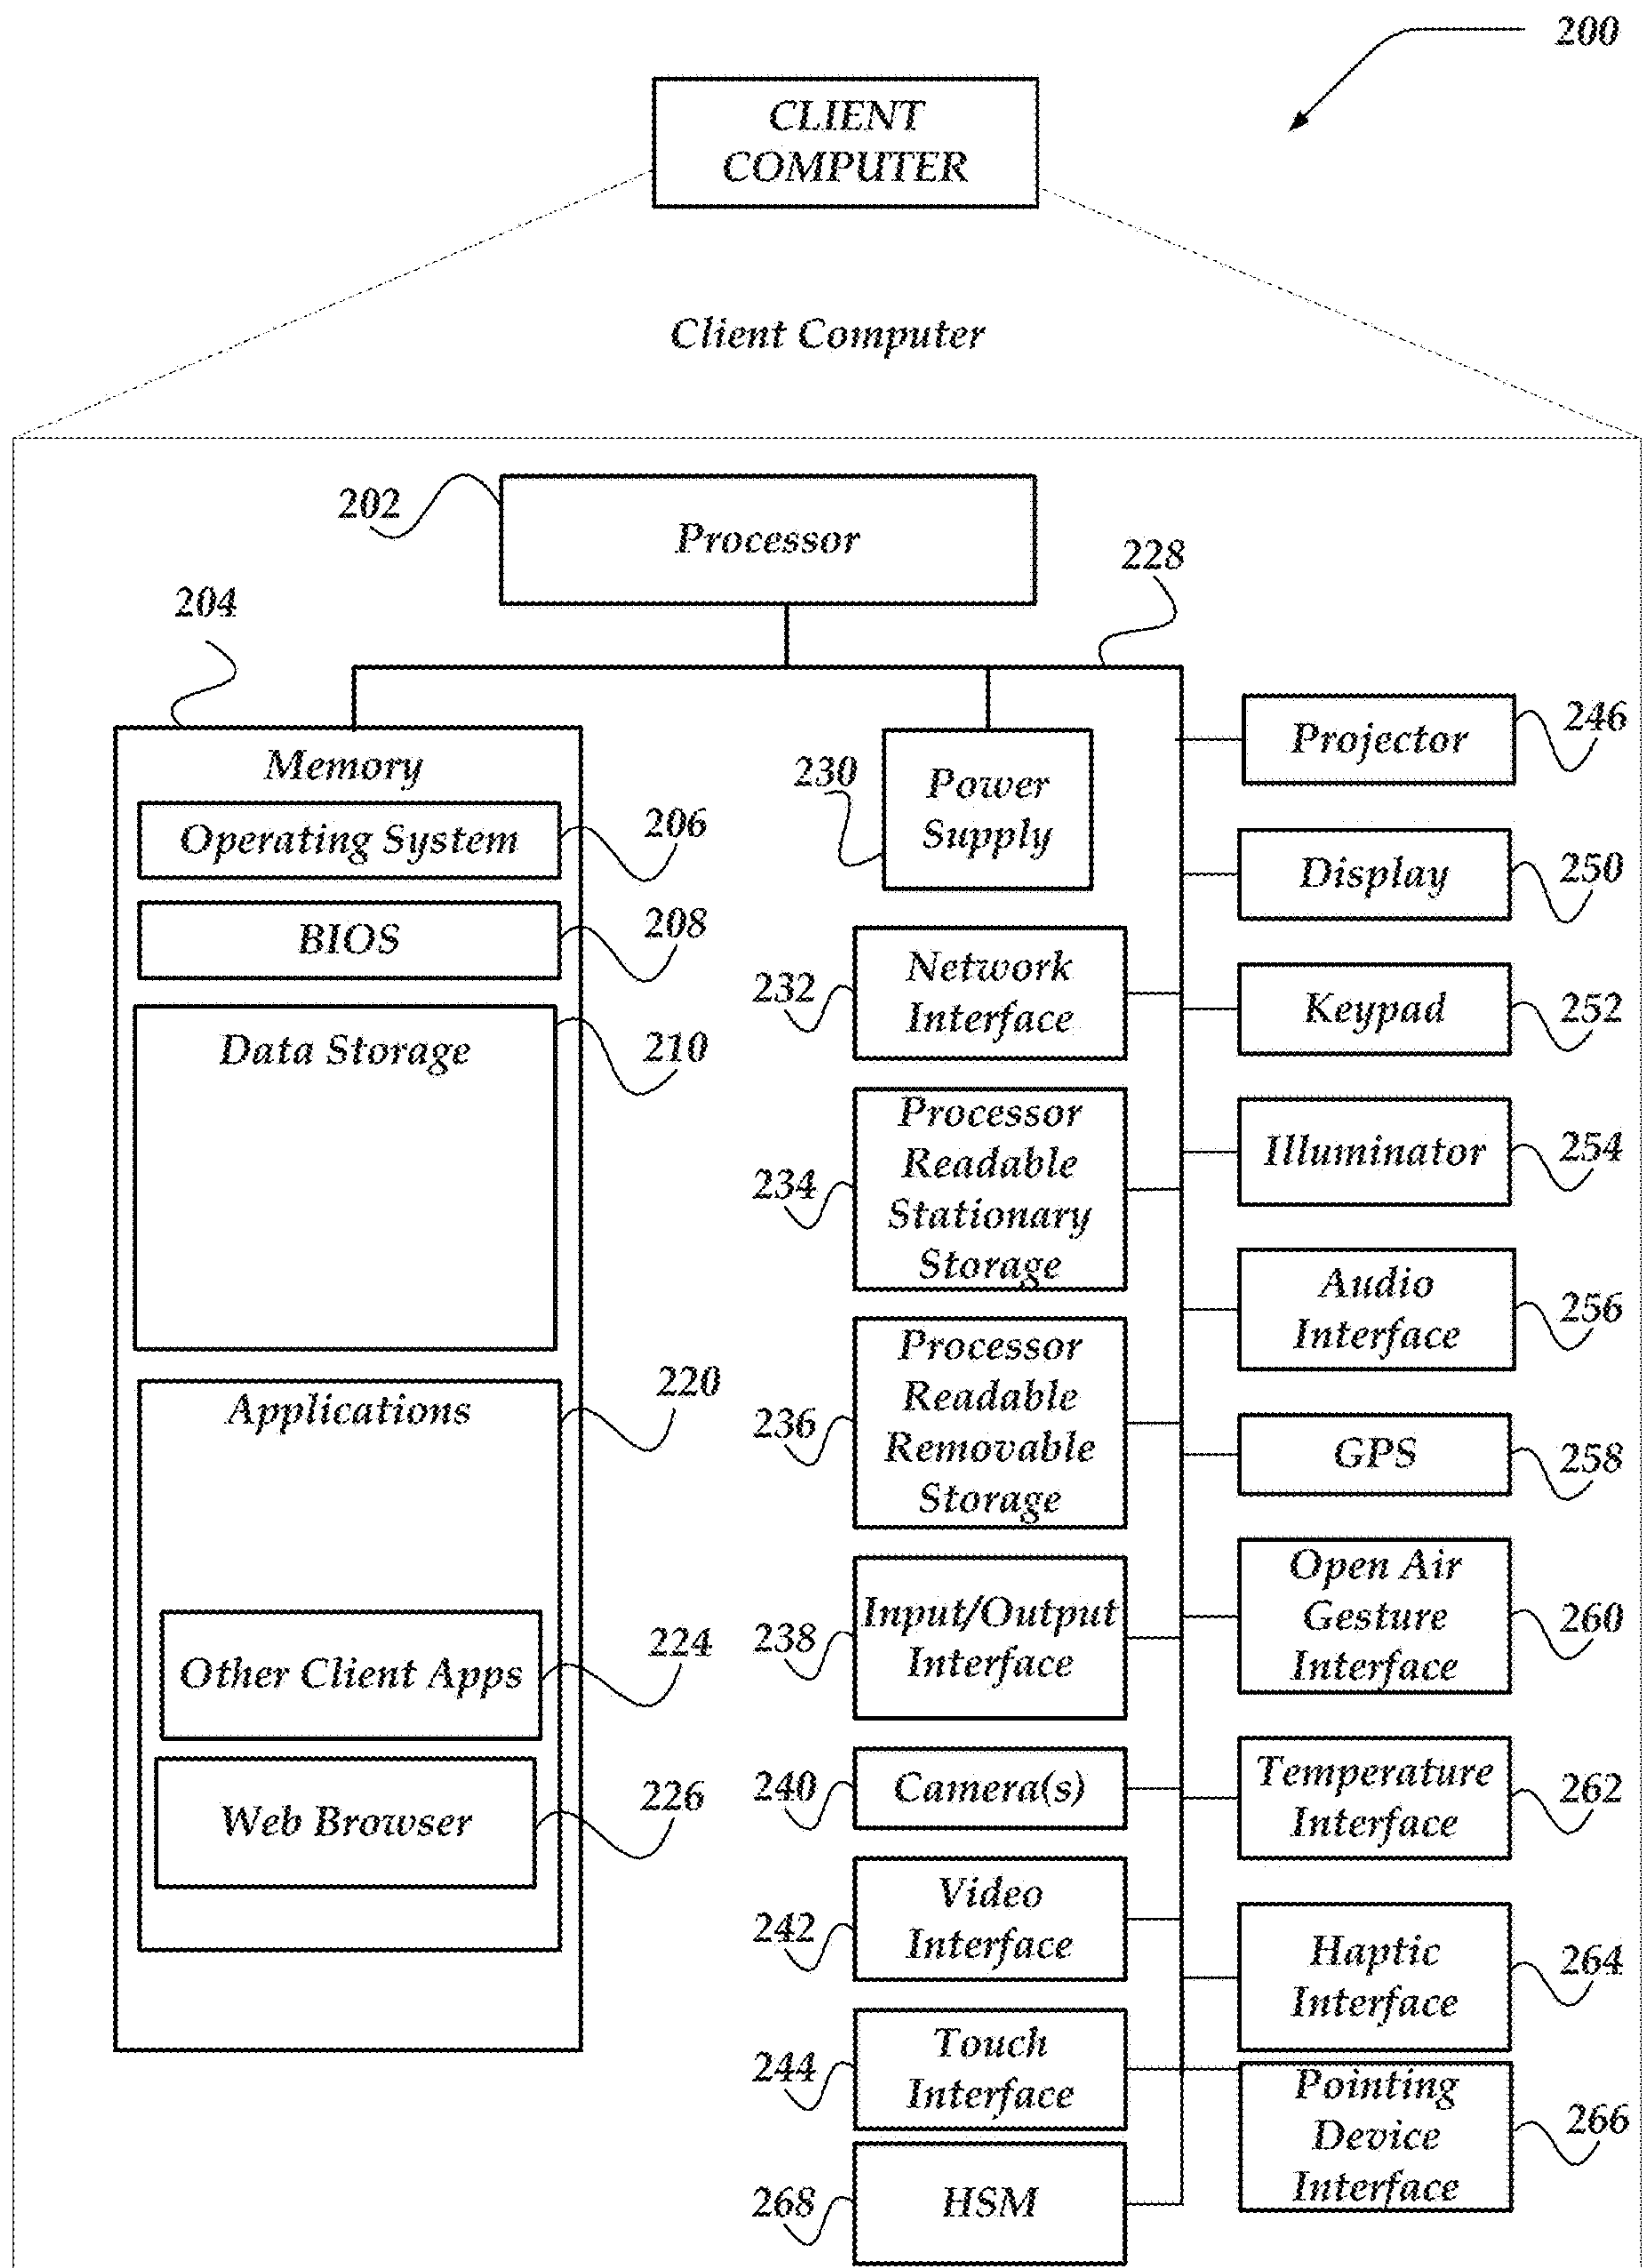 200
CLIENT
COMPUTER
Client Computer
202
Processor
228
204
Memory
Operating System
206
BIOS
208
Data Storage
210
Applications
220
Other Client Apps
224
Web Browser
226
230
Power
Supply
232
Network
Interface
234
Processor
Readable
Stationary
Storage
236
Processor
Readable
Removable
Storage
238
Input/Output
Interface
240
Camera(s)
242
Video
Interface
244
Touch
Interface
268
HSM
Projector
246
Display
250
Keypad
252
Illuminator
254
Audio
Interface
256
GPS
258
Open Air
Gesture
Interface
260
Temperature
Interface
262
Haptic
Interface
264
Pointing
Device
Interface
266